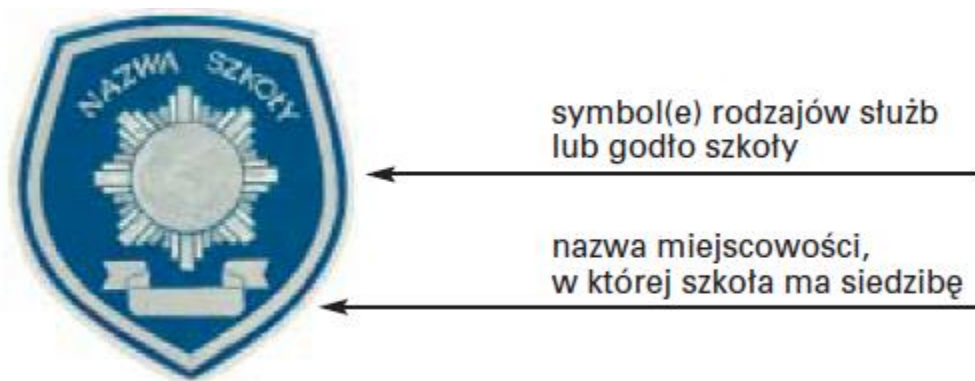 NAZWA SZKOŁY
symbol(e) rodzajów służb
lub godło szkoły
nazwa miejscowości,
w której szkoła ma siedzibę